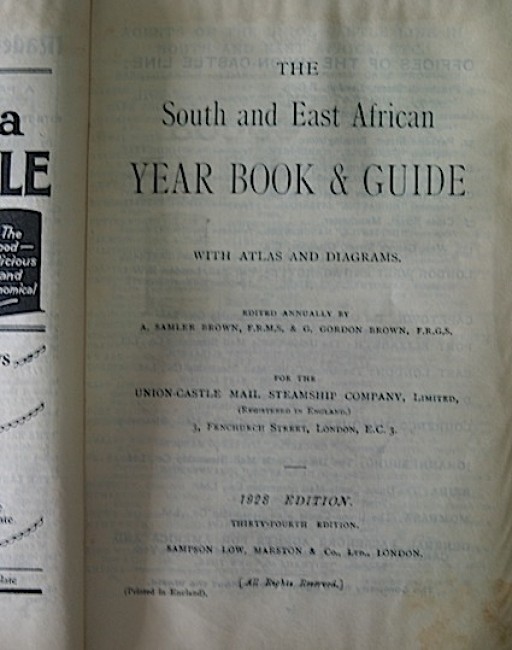 a
LE
The
and
nomical
THE
South and East African
YEAR BOOK & GUIDE
WITH ATLAS AND DIAGRAMS.
EDITED ANNUALLY BY
A. SAMLER BROWN, F.R.M.S, & G. GORDON BROWN, F.R.G.S,
FOR THE
UNION-CASTLE MAIL STEAMSHIP COMPANY, LIMITED,
(REGISTERED IN ENGLAND.)
3, FENCHURCH STREET, LONDON, E.C. 3.
1928 EDITION.
THIRTY-FOURTH EDITION.
SAMPSON LOW, MARSTON & Co., LTD., LONDON.
[All Rights Reserved.]
(Printed in England).